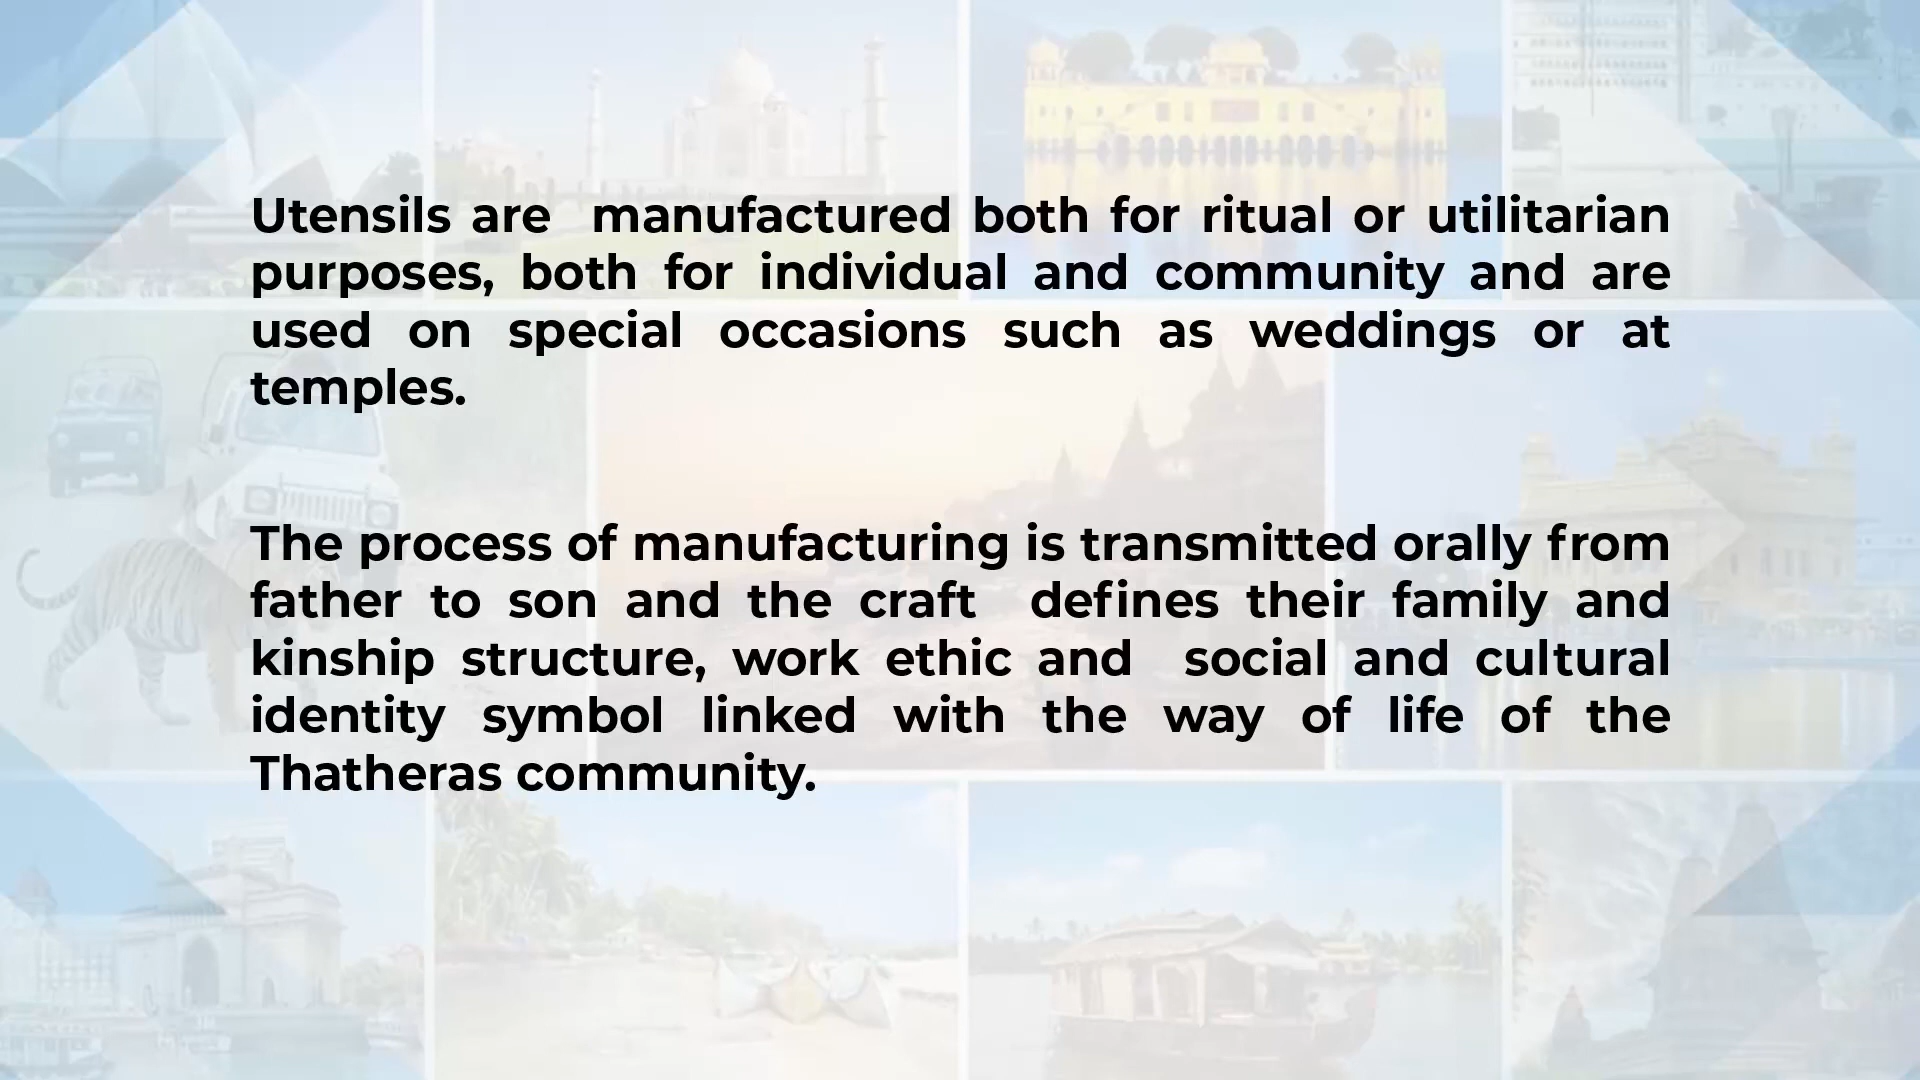 Utensils are  manufactured both for ritual or utilitarian
purposes, both for individual and community and are
used on special occasions such as weddings or at
temples.
The process of manufacturing is transmitted orally from
father to son and the craft  defines their family and
kinship structure, work ethic and  social and cultural
identity symbol linked with the way of life of the
Thatheras community.